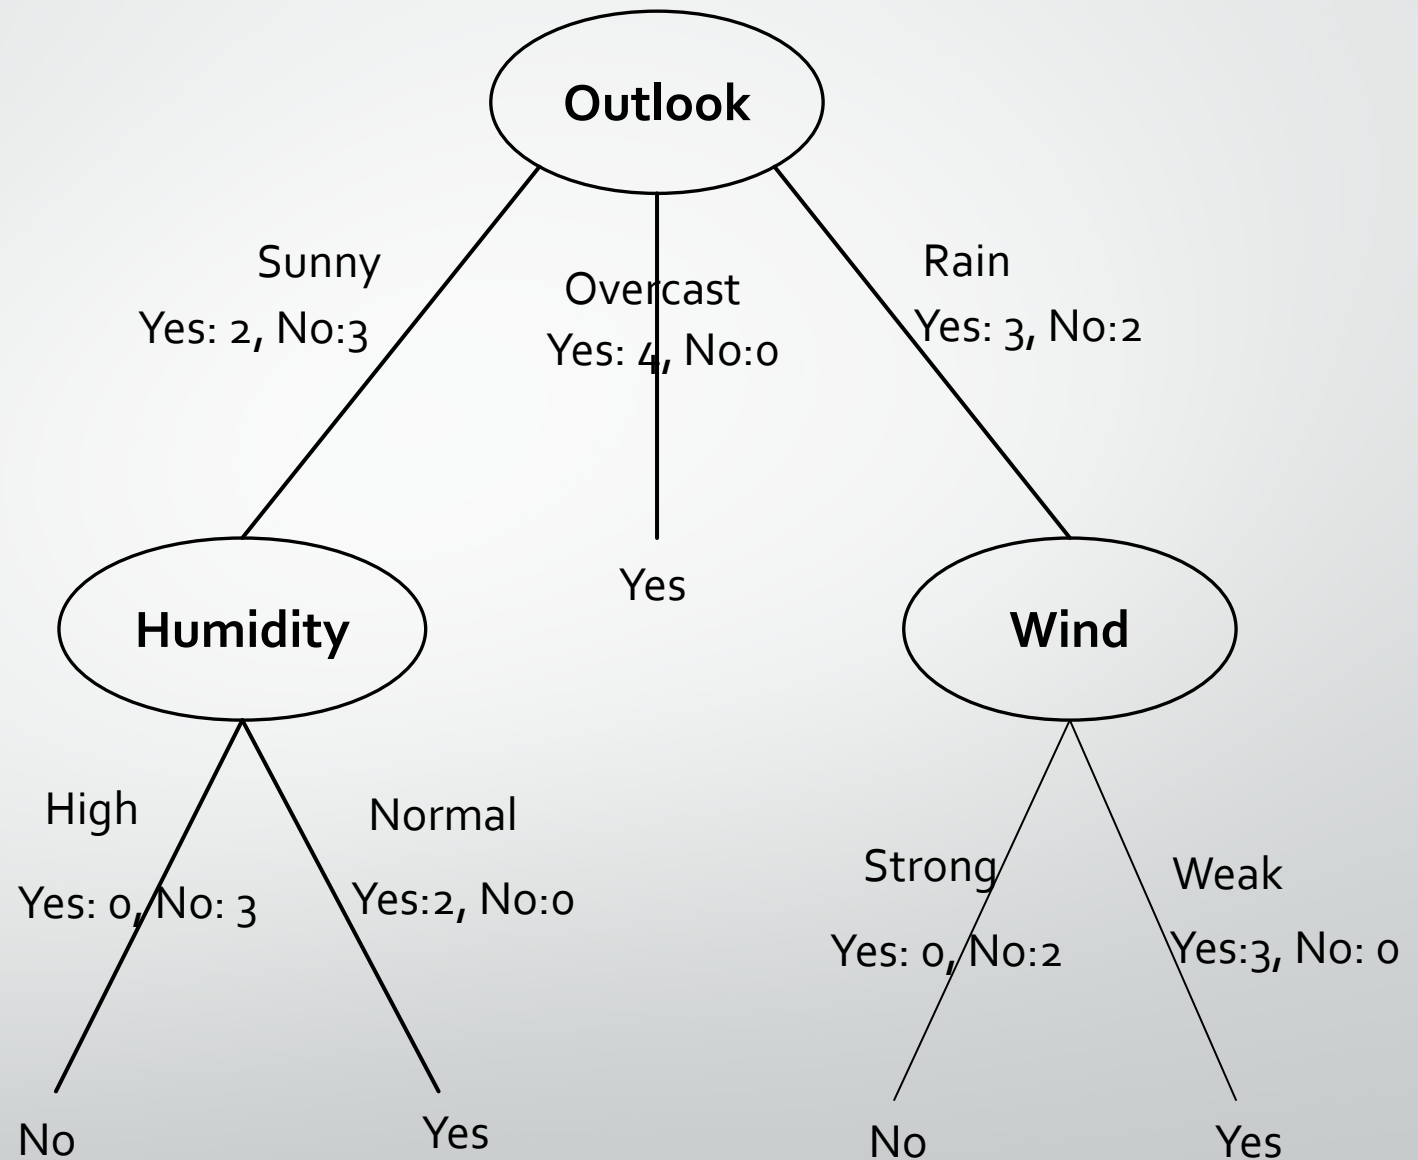 Outlook
Sunny
Yes: 2, No:3
Overcast
Yes: 4, No:0
Rain
Yes: 3, No:2
Yes
Humidity
Wind
High
Yes: 0, No: 3
Normal
Yes:2, No:0
Strong
Yes: 0, No:2
Weak
Yes:3, No: 0
No
Yes
No
Yes